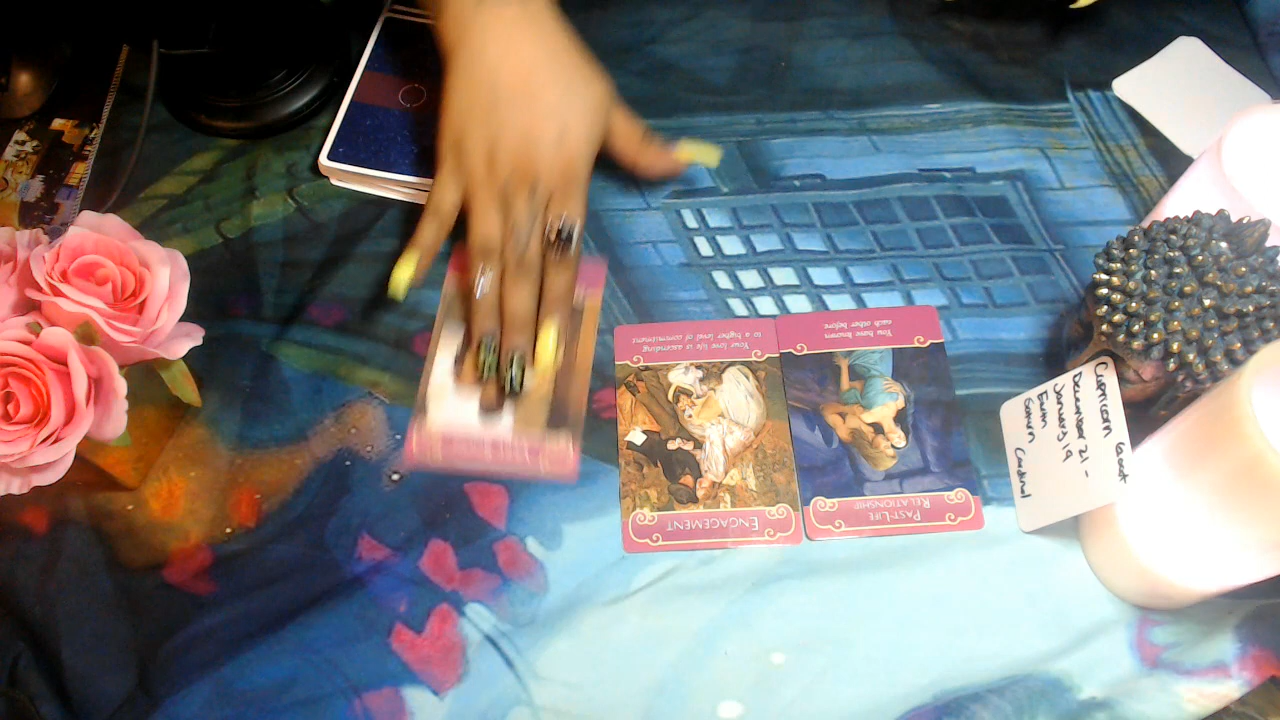 Your love life is ascending
to a higher level of commitment
ENGAGEMENT
You have known
each other before
PAST-LIFE
RELATIONSHIP
Capricorn Goat
December 21 -
January 19
Earth
Saturn
Cardinal